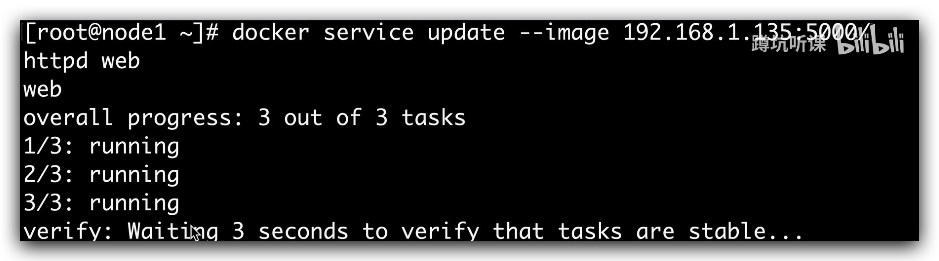 [root@node1 ~]# docker service update --image 192.168.1.135:5000/
蹲坑听课 bilibili
httpd web
web
overall progress: 3 out of 3 tasks
1/3: running
2/3: running
3/3: running
verify: Waiting 3 seconds to verify that tasks are stable...